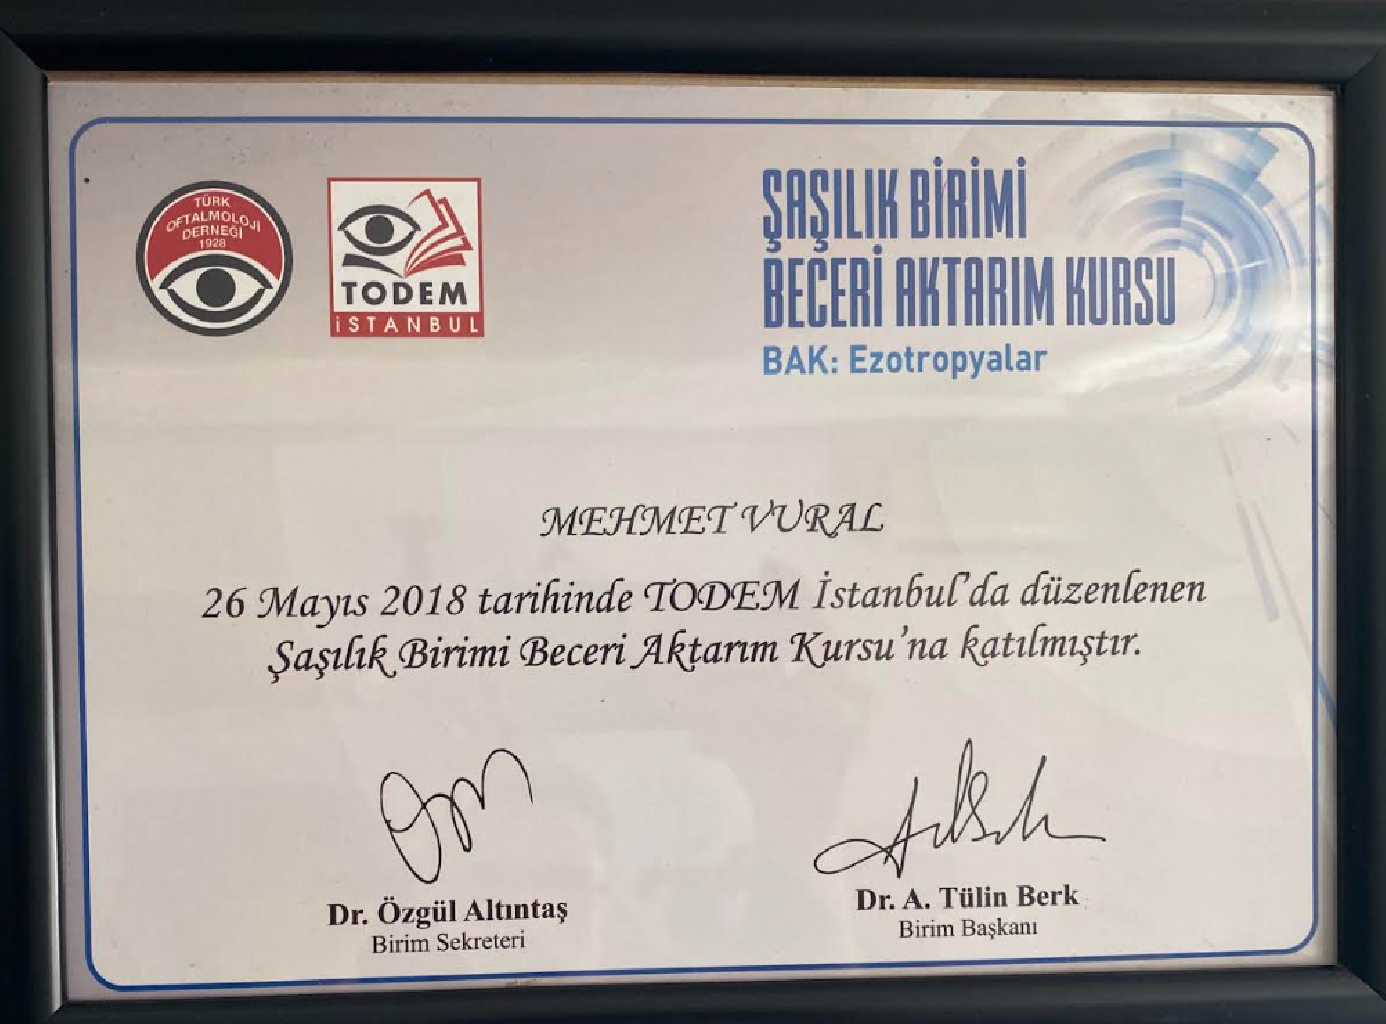 TÜRK
OFTALMOLOJI
DERNEĞİ
1928
TODEM
İSTANBUL
ŞAŞILIK BİRİMİ
BECERİ AKTARIM KURSU
BAK: Ezotropyalar
MEHMET VURAL
26 Mayıs 2018 tarihinde TODEM İstanbul'da düzenlenen
Şaşılık Birimi Beceri Aktarım Kursu'na katılmıştır.
Dr. Özgül Altıntaş
Birim Sekreteri
Dr. A. Tülin Berk
Birim Başkanı